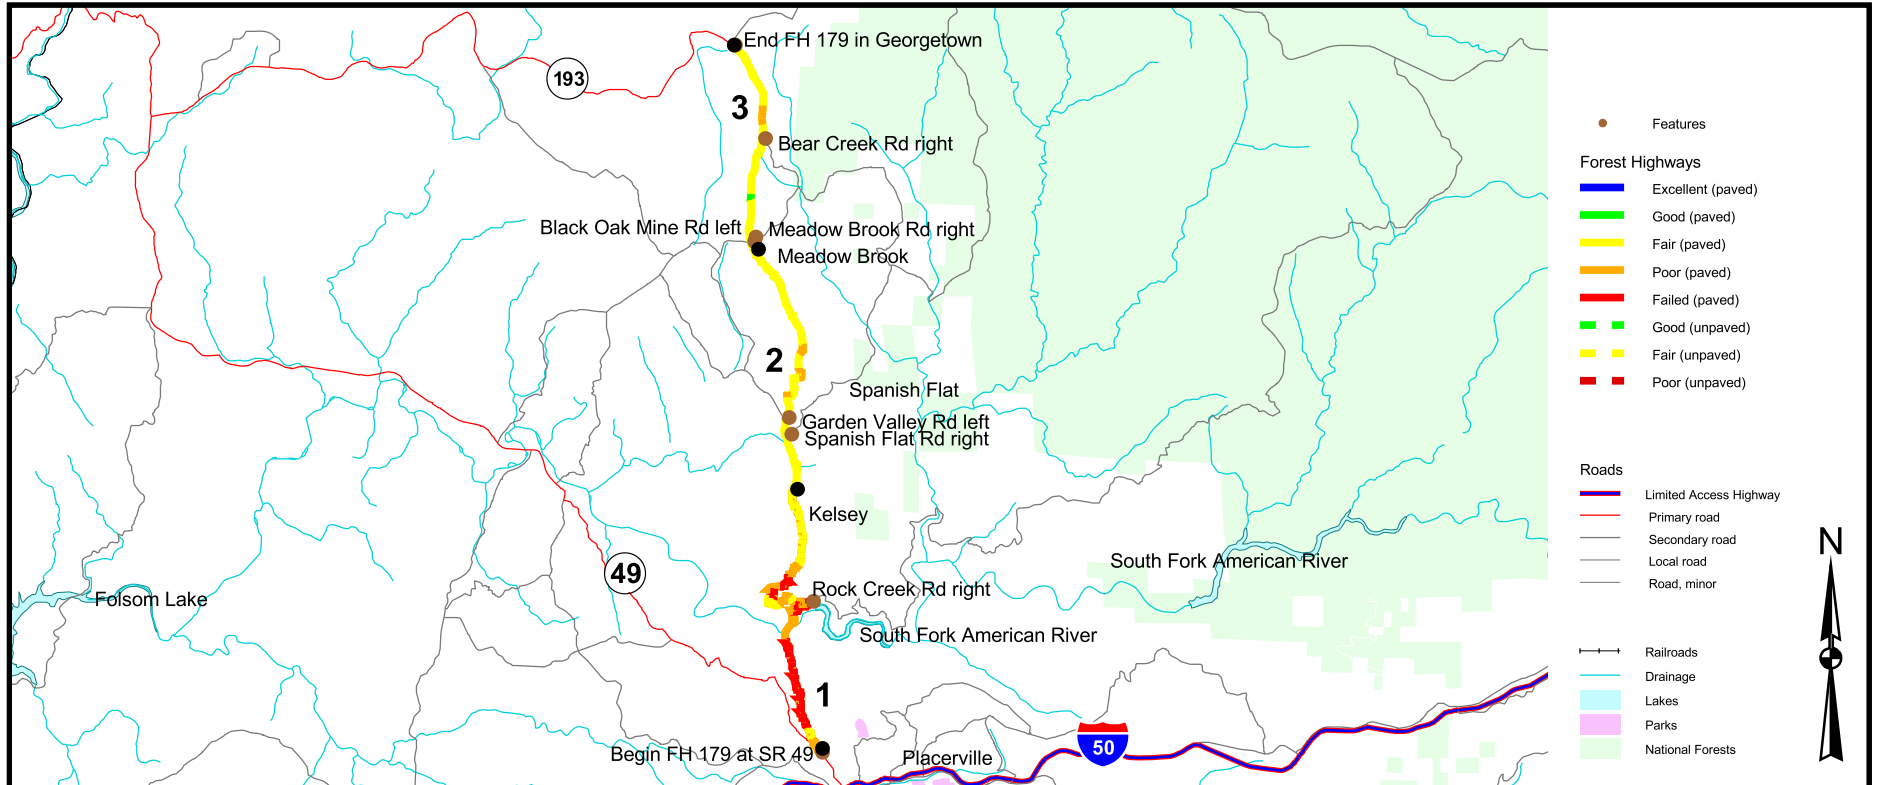 End FH 179 in Georgetown
193
3
Bear Creek Rd right
Black Oak Mine Rd left
Meadow Brook Rd right
Meadow Brook
2
Spanish Flat
Garden Valley Rd left
Spanish Flat Rd right
Kelsey
49
South Fork American River
Folsom Lake
Rock Creek Rd right
South Fork American River
1
Begin FH 179 at SR 49
Placerville
50
Features
Forest Highways
Excellent (paved)
Good (paved)
Fair (paved)
Poor (paved)
Failed (paved)
Good (unpaved)
Fair (unpaved)
Poor (unpaved)
Roads
Limited Access Highway
Primary road
Secondary road
Local road
Road, minor
Railroads
Drainage
Lakes
Parks
National Forests
N